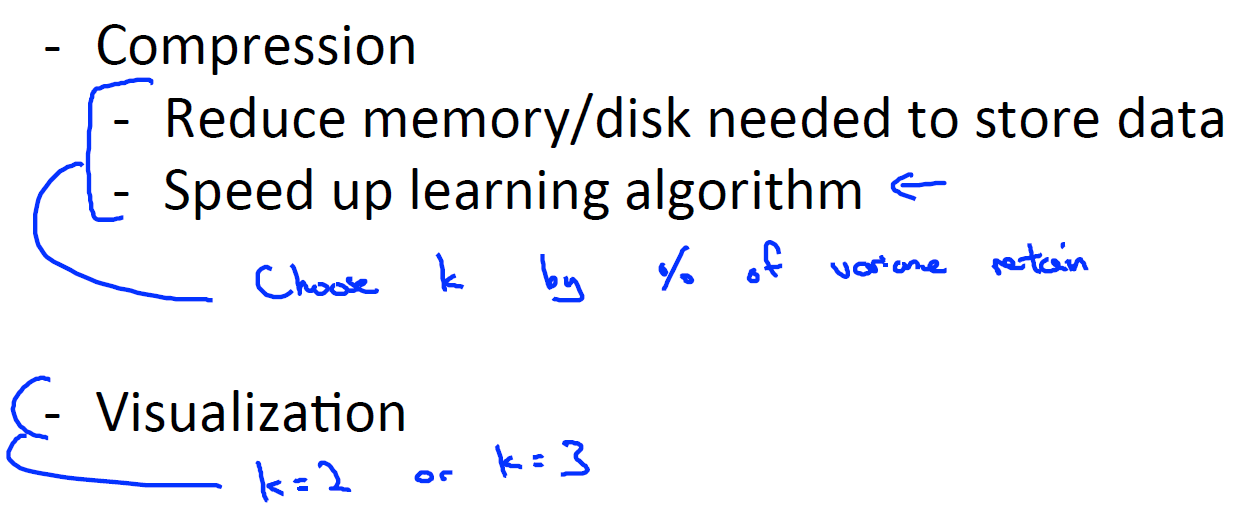 - Compression
- Reduce memory/disk needed to store data
- Speed up learning algorithm ←
Choose k by % of variance retain
- Visualization
k=2 or k=3